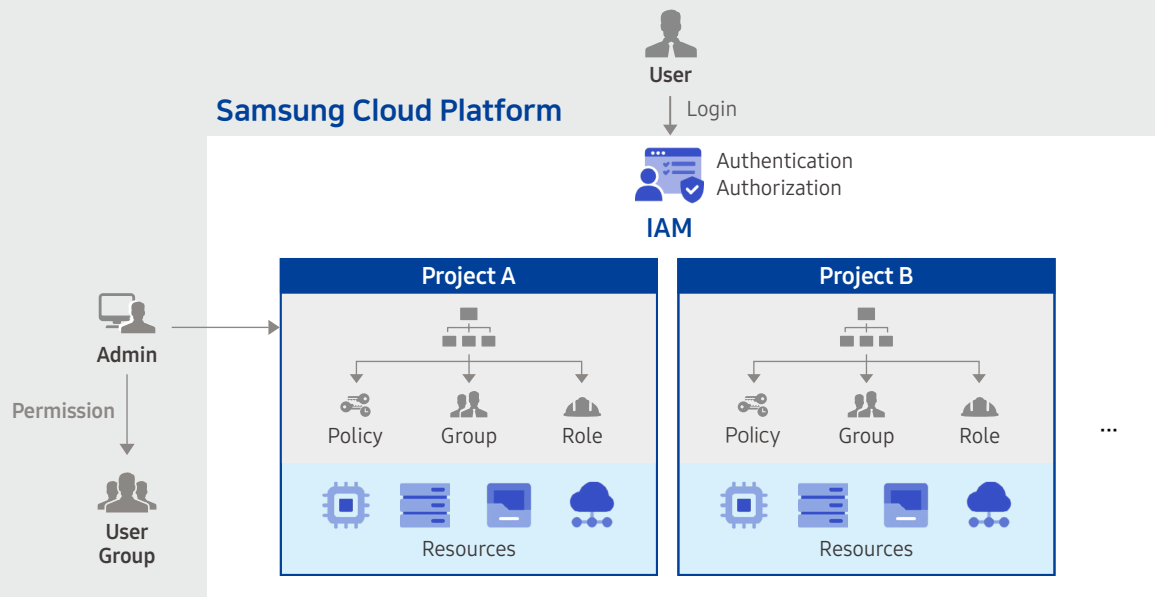 User
Login
Samsung Cloud Platform
Authentication
Authorization
IAM
Project A
Project B
Admin
Permission
User
Group
Policy
Group
Role
Resources
Policy
Group
Role
Resources
...